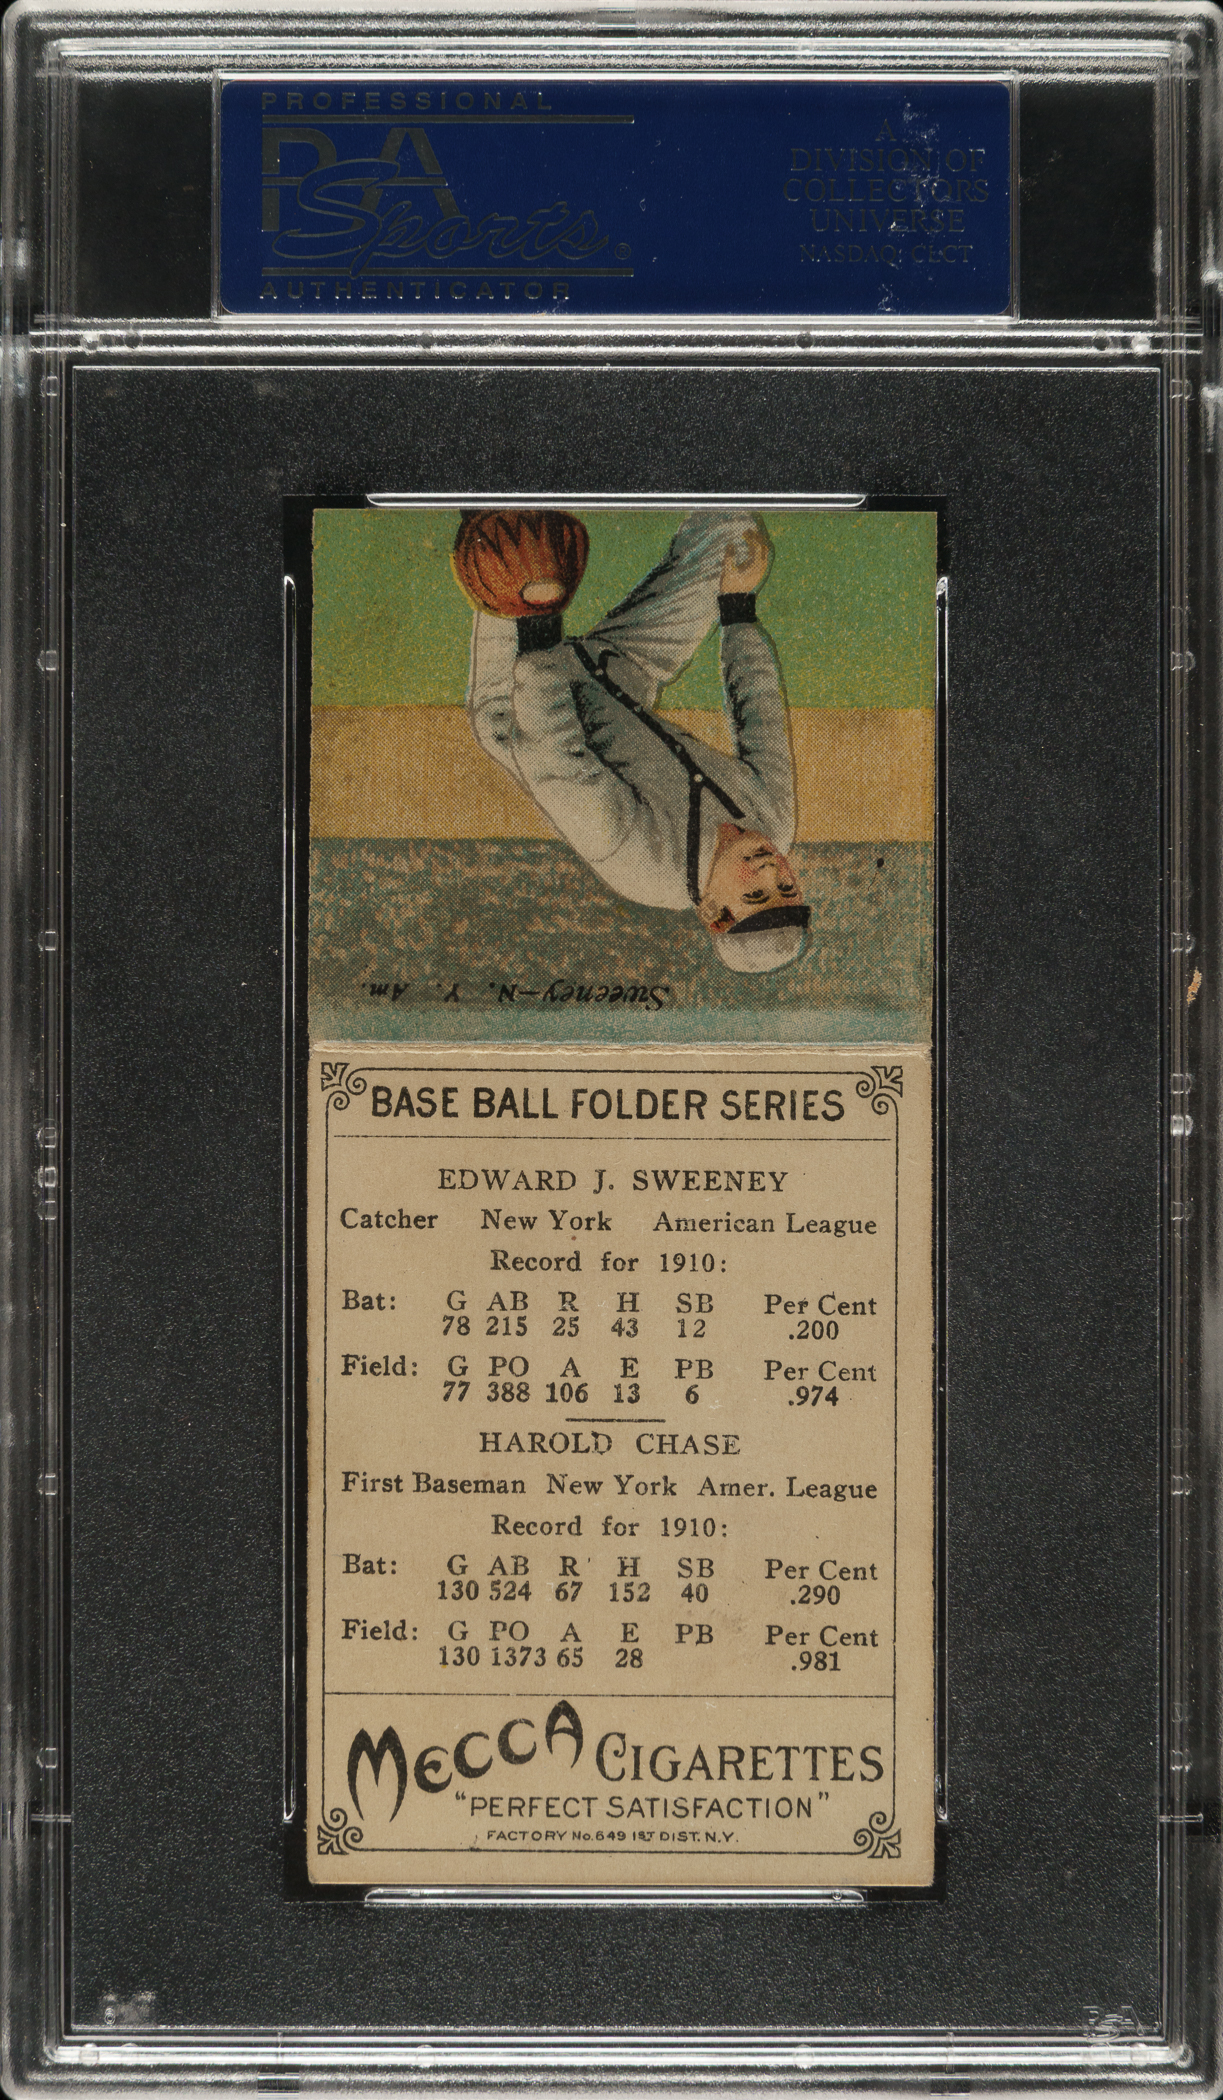 PROFESSIONAL
PSA
Sports®
AUTHENTICATOR
A
DIVISION OF
COLLECTORS
UNIVERSE
NASDAQ: CLCT
Sweeney—N. Y. Am.
BASE BALL FOLDER SERIES
EDWARD J. SWEENEY
Catcher New York American League
Record for 1910:
Bat: G AB R H SB Per Cent
78 215 25 43 12 .200
Field: G PO A E PB Per Cent
77 388 106 13 6 .974
HAROLD CHASE
First Baseman New York Amer. League
Record for 1910:
Bat: G AB R H SB Per Cent
130 524 67 152 40 .290
Field: G PO A E PB Per Cent
130 1373 65 28 .981
MECCA CIGARETTES
"PERFECT SATISFACTION"
FACTORY No. 649 1ST DIST. N.Y.
PSA